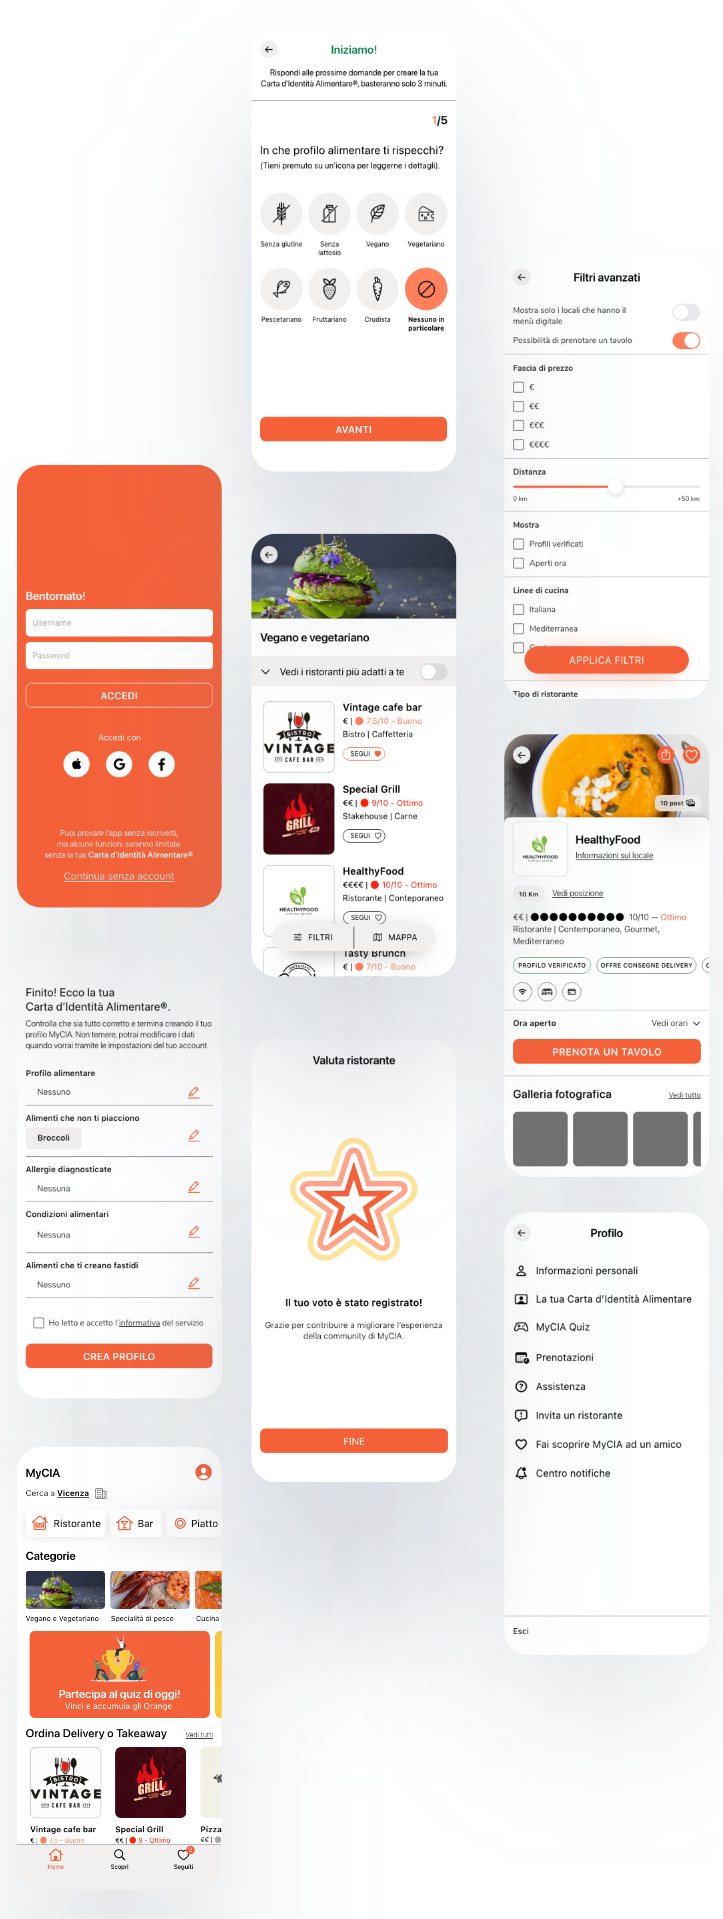 Iniziamo!
Rispondi alle prossime domande per creare la tua
Carta d'Identità Alimentare®, basteranno solo 3 minuti.
1/5
In che profilo alimentare ti rispecchi?
(Tieni premuto su un'icona per leggerne i dettagli).
Senza glutine
Senza
lattosio
Vegano
Vegetariano
Pescetariano
Fruttariano
Crudista
Nessuno in
particolare
AVANTI
Filtri avanzati
Mostra solo i locali che hanno il
menù digitale
Possibilità di prenotare un tavolo
Fascia di prezzo
€
€€
€€€
€€€€
Distanza
0 km
+50 km
Mostra
Profili verificati
Aperti ora
Linee di cucina
Italiana
Mediterranea
APPLICA FILTRI
Tipo di ristorante
Bentornato!
Username
Password
ACCEDI
Accedi con
G
f
Puoi provare l'app senza iscriverti,
ma alcune funzioni saranno limitate
senza la tua Carta d'Identità Alimentare®.
Continua senza account
Vegano e vegetariano
Vedi i ristoranti più adatti a te
BISTRO
VINTAGE
CAFE BAR
Vintage cafe bar
€ | 7,5/10 - Buono
Bistro | Caffetteria
SEGUI
GRILL
Special Grill
€€ | 9/10 - Ottimo
Stakehouse | Carne
SEGUI
HEALTHYFOOD
HealthyFood
€€€€ | 10/10 - Ottimo
Ristorante | Conteporaneo
SEGUI
FILTRI
MAPPA
Tasty Brunch
€ | 7/10 - Buono
10 post
HEALTHYFOOD
HealthyFood
Informazioni sul locale
10 Km
Vedi posizione
€€ | 10/10 — Ottimo
Ristorante | Contemporaneo, Gourmet,
Mediterraneo
PROFILO VERIFICATO
OFFRE CONSEGNE DELIVERY
Ora aperto
Vedi orari
PRENOTA UN TAVOLO
Galleria fotografica
Vedi tutto
Finito! Ecco la tua
Carta d'Identità Alimentare®.
Controlla che sia tutto corretto e termina creando il tuo
profilo MyCIA. Non temere, potrai modificare i dati
quando vorrai tramite le impostazioni del tuo account.
Profilo alimentare
Nessuno
Alimenti che non ti piacciono
Broccoli
Allergie diagnosticate
Nessuna
Condizioni alimentari
Nessuna
Alimenti che ti creano fastidi
Nessuno
Ho letto e accetto l'informativa del servizio
CREA PROFILO
Valuta ristorante
Il tuo voto è stato registrato!
Grazie per contribuire a migliorare l'esperienza
della community di MyCIA.
FINE
Profilo
Informazioni personali
La tua Carta d'Identità Alimentare
MyCIA Quiz
Prenotazioni
Assistenza
Invita un ristorante
Fai scoprire MyCIA ad un amico
Centro notifiche
Esci
MyCIA
Cerca a Vicenza
Ristorante
Bar
Piatto
Categorie
Vegano e Vegetariano
Specialità di pesce
Cucina
Partecipa al quiz di oggi!
Vinci e accumula gli Orange
Ordina Delivery o Takeaway
Vedi tutti
BISTRO
VINTAGE
CAFE BAR
GRILL
Vintage cafe bar
€ | 7,5 - Buono
Special Grill
€€ | 9 - Ottimo
Pizza
€€ |
Home
Scopri
2
Seguiti